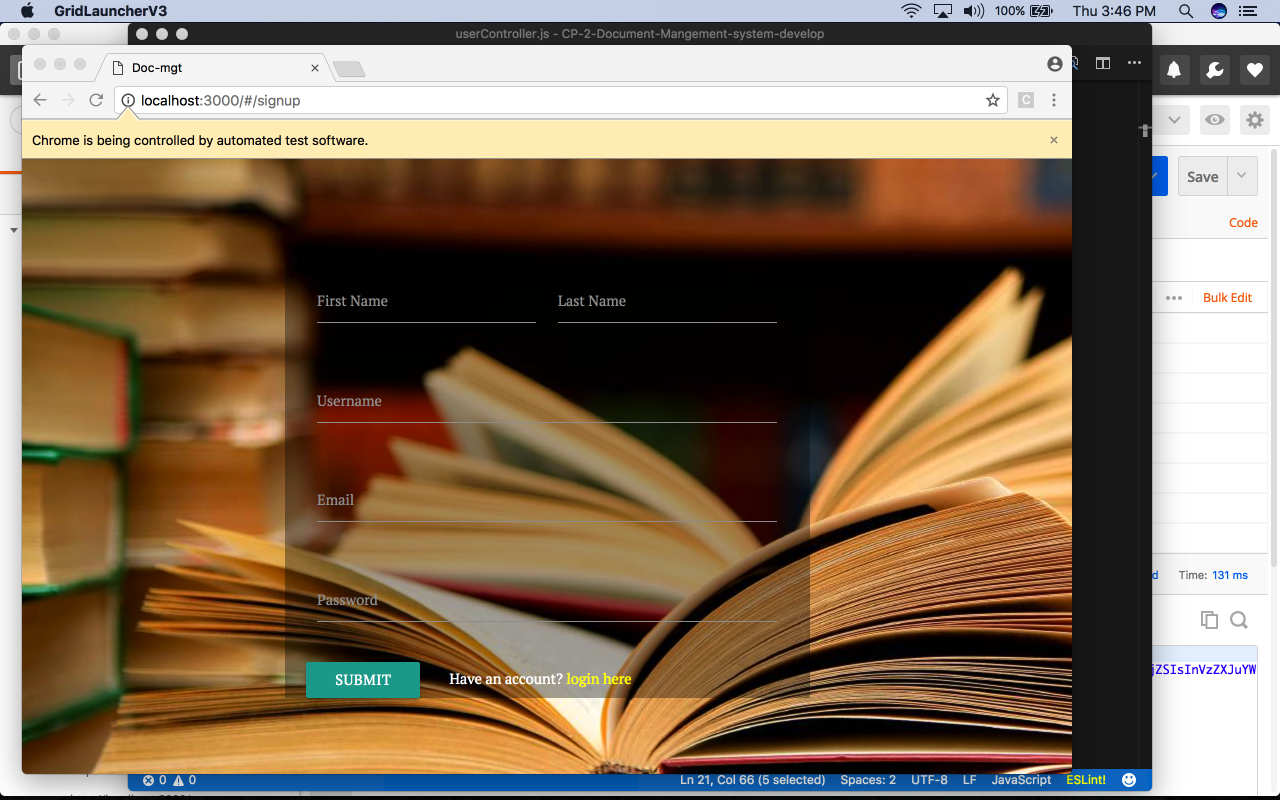 GridLauncherV3
100%
Thu 3:46 PM
userController.js - CP-2-Document-Mangement-system-develop
Doc-mgt
localhost:3000/#/signup
C
Chrome is being controlled by automated test software.
Save
Code
First Name
Last Name
Bulk Edit
Username
Email
Time: 131 ms
Password
jZSIsInVzZXJuYW
SUBMIT
Have an account? login here
0 0
Ln 21, Col 66 (5 selected)
Spaces: 2
UTF-8
LF
JavaScript
ESLint!